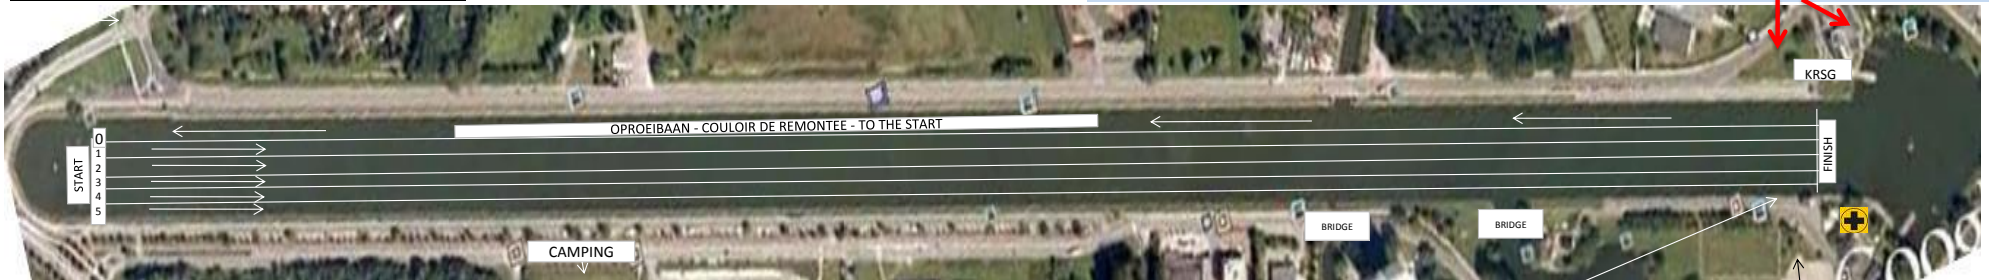 KRSG
OPROEIBAAN - COULOIR DE REMONTEE - TO THE START
START
0
1
2
3
4
5
FINISH
BRIDGE
BRIDGE
CAMPING